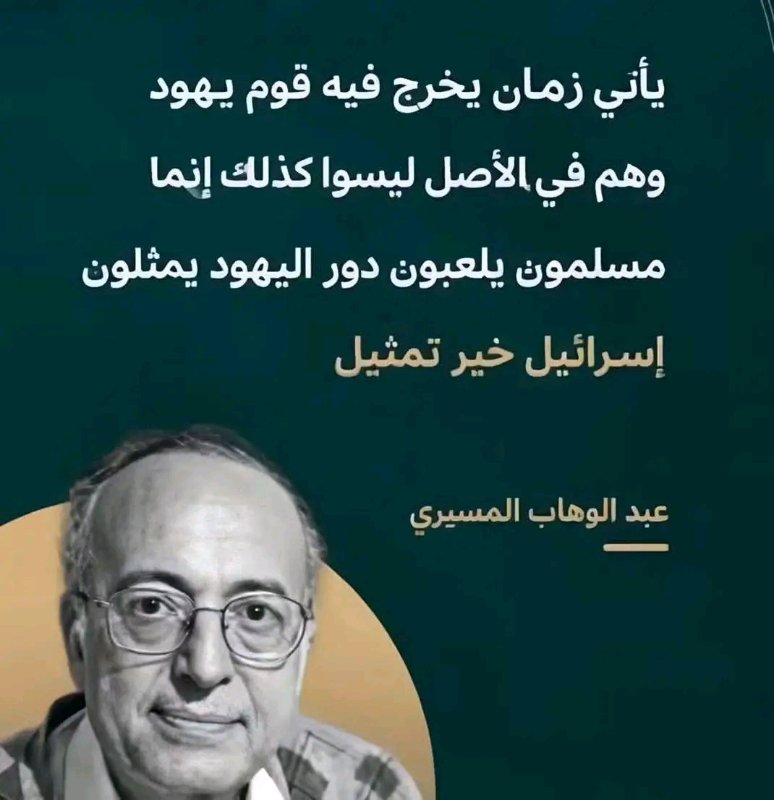 يأتي زمان يخرج فيه قوم يهود
وهم في الأصل ليسوا كذلك إنما
مسلمون يلعبون دور اليهود يمثلون
إسرائيل خير تمثيل
عبد الوهاب المسيري